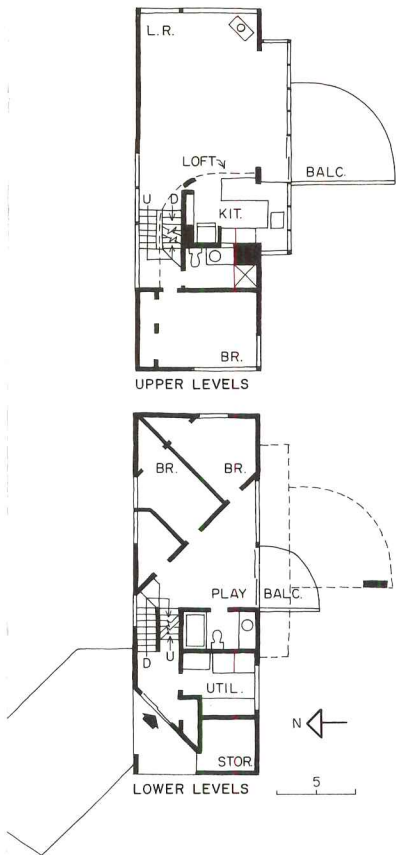 L.R.
BALC.
LOFT
U D
KIT.
BR.
UPPER LEVELS
BR. BR.
PLAY BALC.
D U
UTIL.
N
STOR.
5
LOWER LEVELS